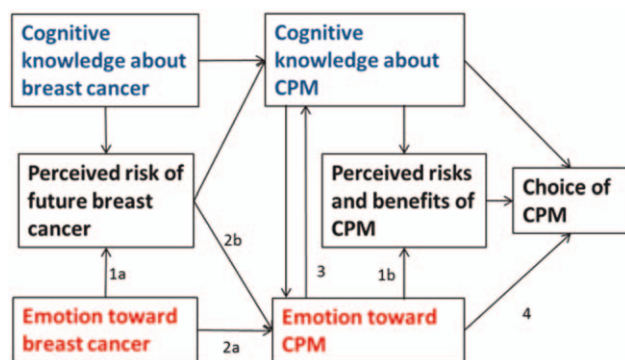 Cognitive
knowledge about
breast cancer
Cognitive
knowledge about
CPM
Perceived risk of
future breast
cancer
Perceived risks
and benefits of
CPM
Choice of
CPM
1a
2b
3
1b
4
Emotion toward
breast cancer
2a
Emotion toward
CPM